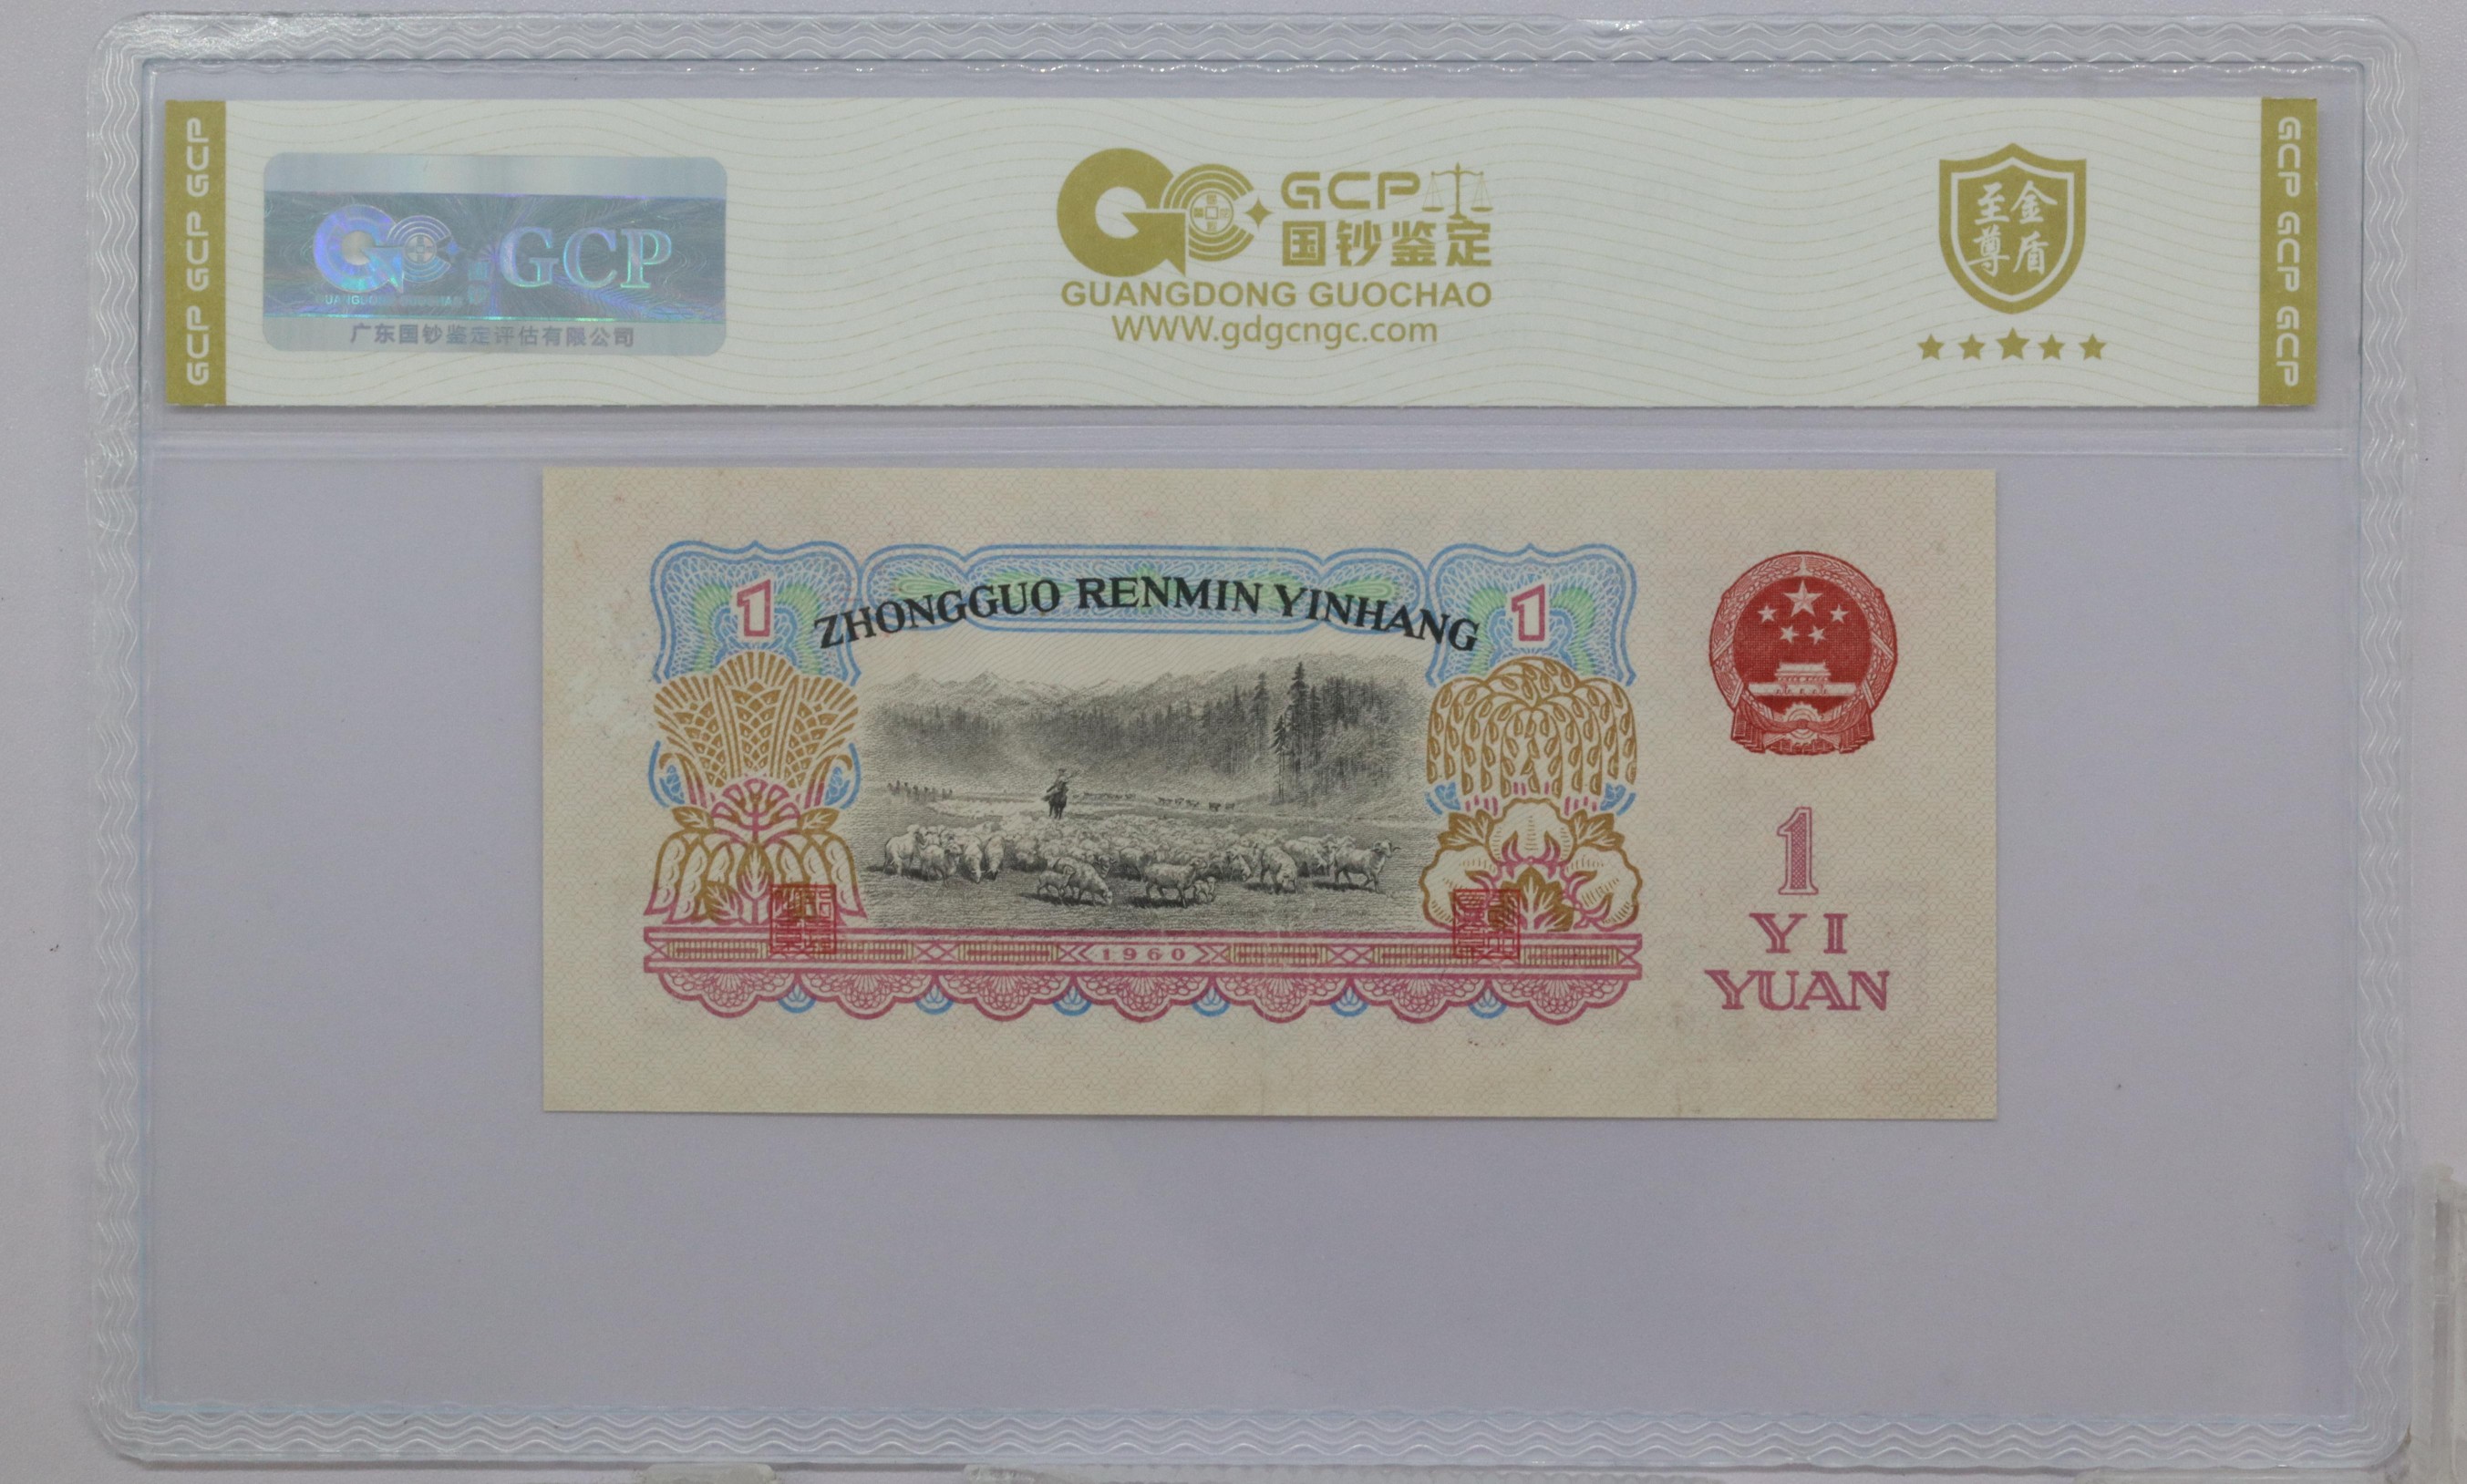 GCP GCP GCP
GCP
GUANGDONG GUOCHAO
广东国钞鉴定评估有限公司
GCP
国钞鉴定
GUANGDONG GUOCHAO
WWW.gdgcngc.com
金盾
至尊
GCP GCP GCP
1
ZHONGGUO RENMIN YINHANG
1
1960
1
YI
YUAN